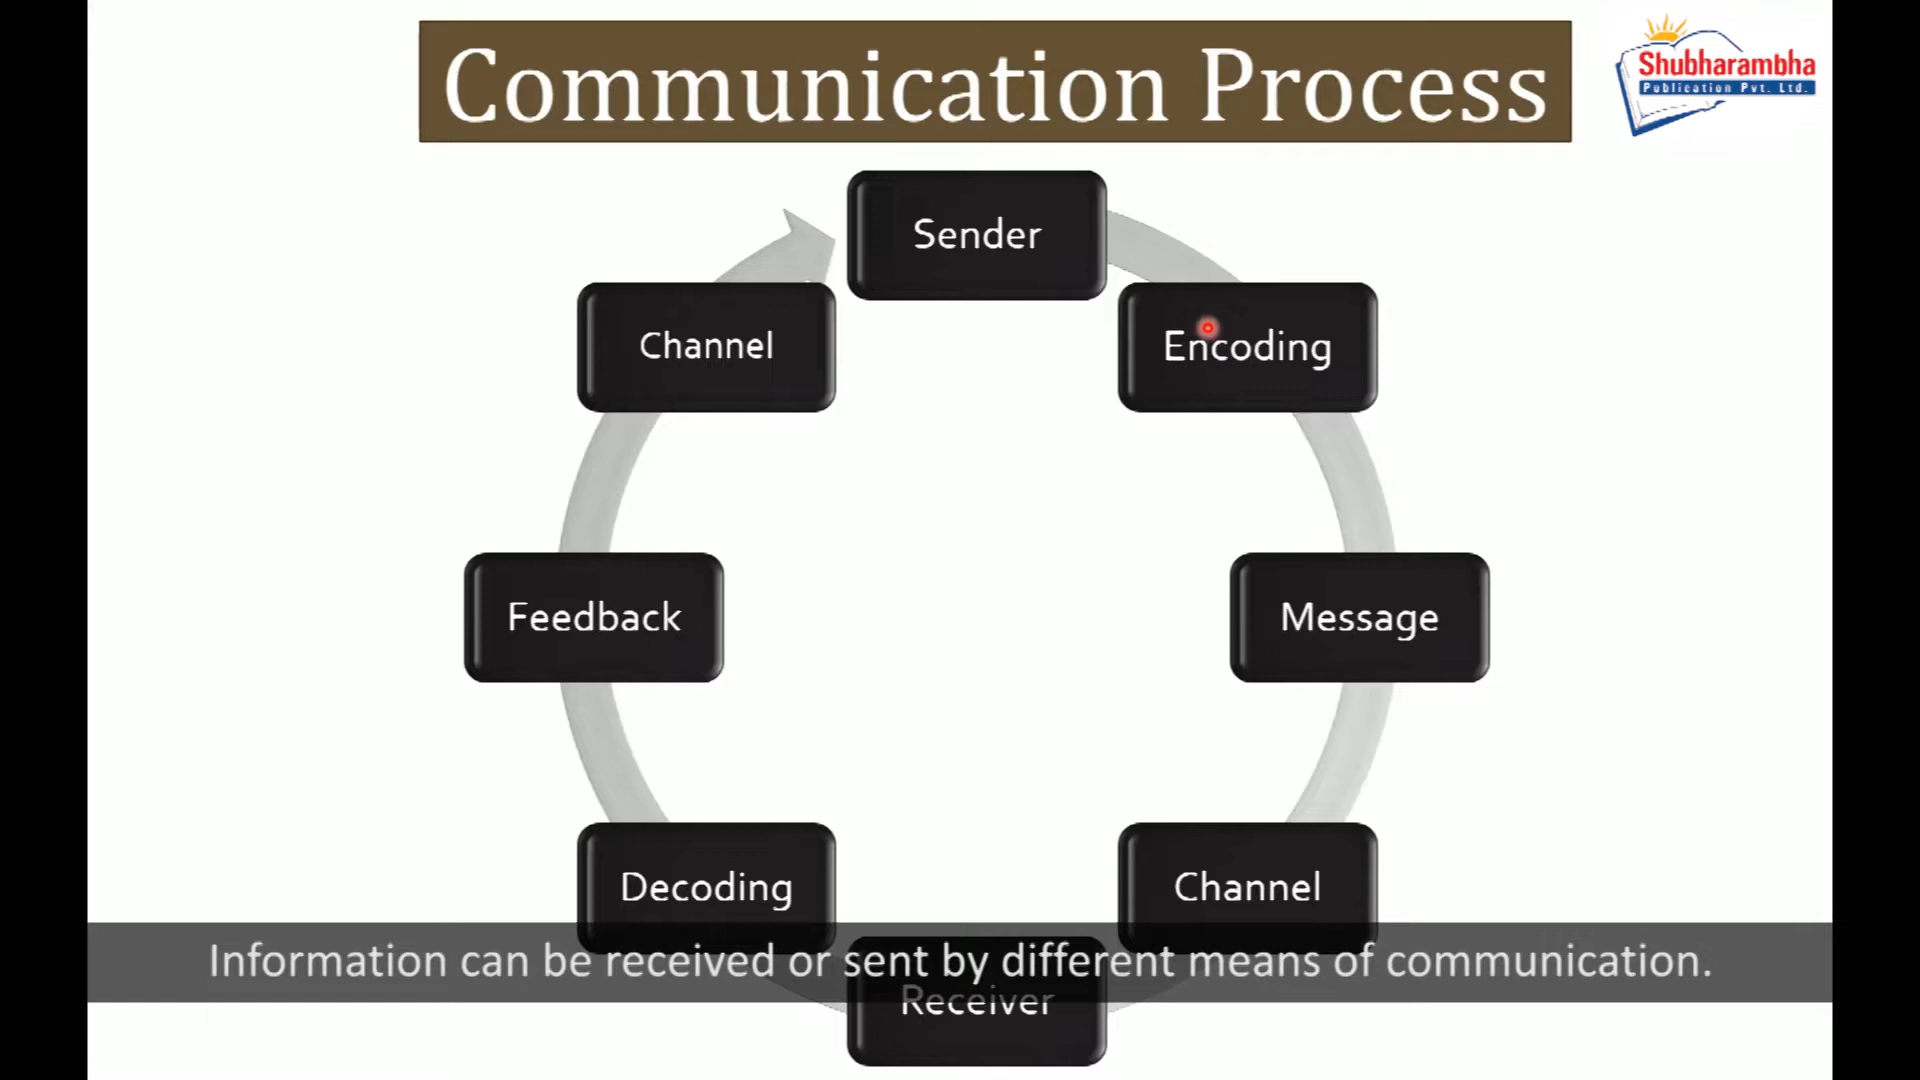 Communication Process
Shubharambha
Publication Pvt. Ltd.
Sender
Encoding
Message
Channel
Receiver
Decoding
Feedback
Channel
Information can be received or sent by different means of communication.